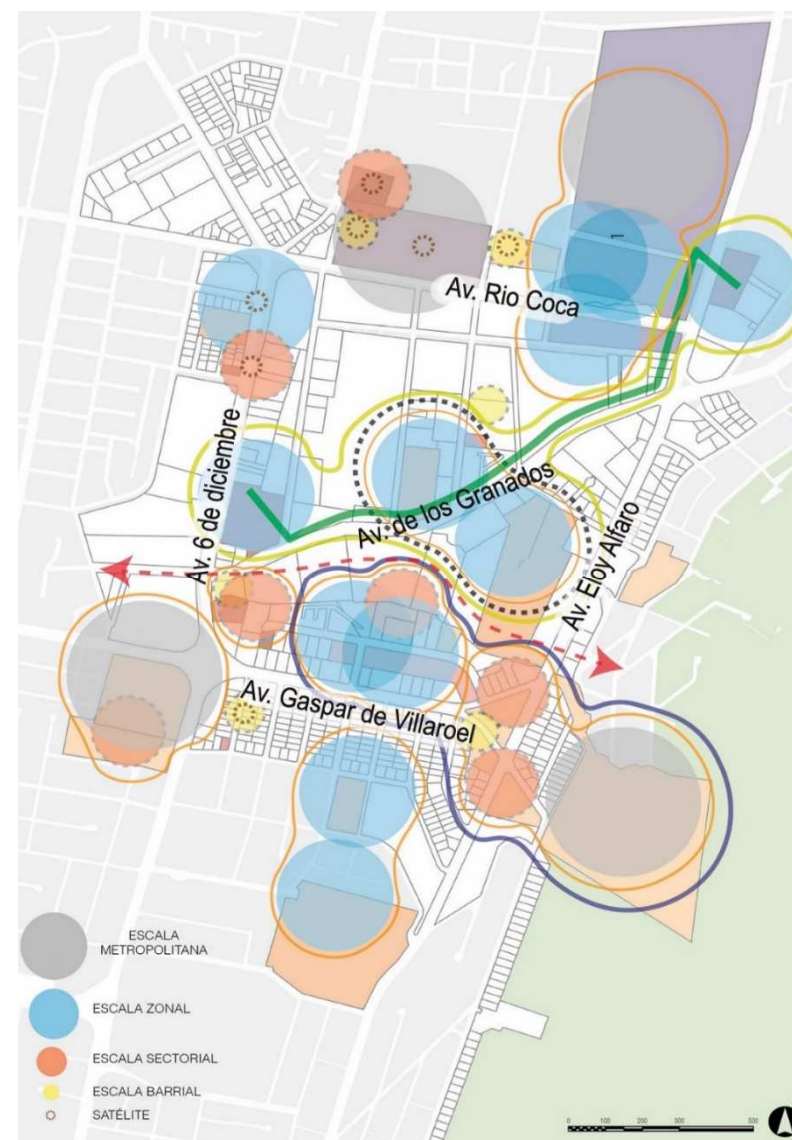 1
Av. Rio Coca
Av. 6 de diciembre
Av. de los Granados
Av. Eloy Alfaro
Av. Gaspar de Villaroel
ESCALA
METROPOLITANA
ESCALA ZONAL
ESCALA SECTORIAL
ESCALA BARRIAL
SATÉLITE
0 100 200 300 500